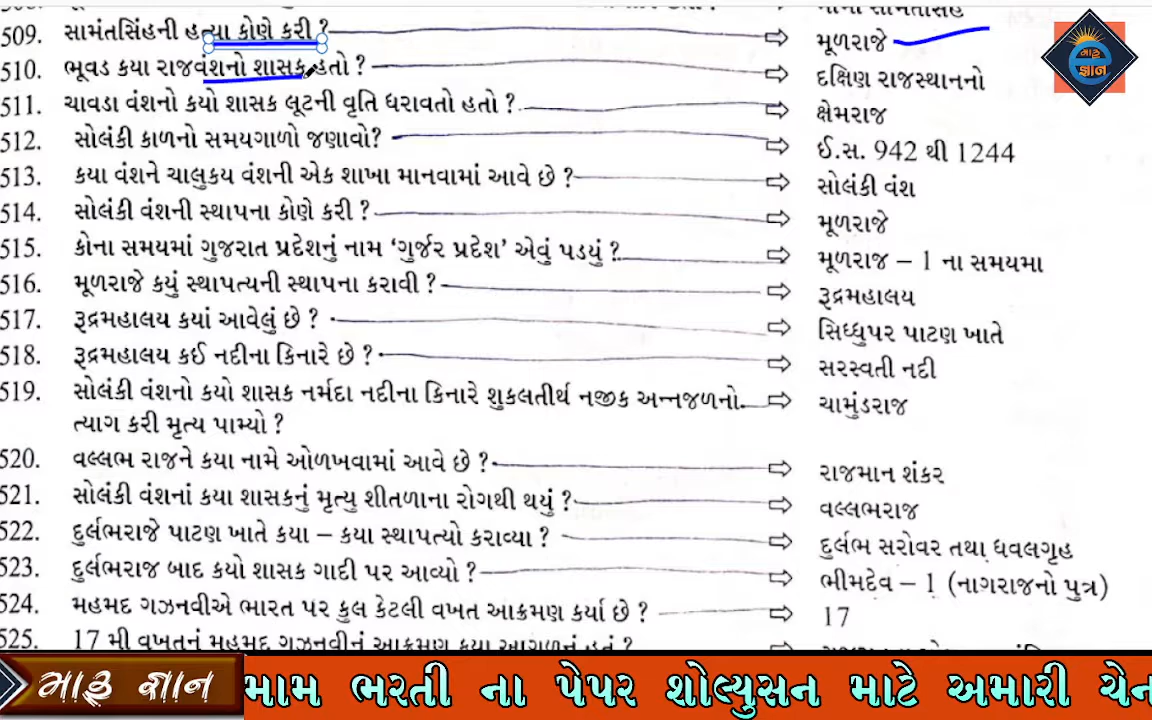 509. સામંતસિંહની હત્યા કોણે કરી ? મૂળરાજે
510. ભૂવડ કયા રાજવંશનો શાસક હતો ? દક્ષિણ રાજસ્થાનનો
511. ચાવડા વંશનો કયો શાસક લૂટની વૃતિ ધરાવતો હતો ? ક્ષેમરાજ
512. સોલંકી કાળનો સમયગાળો જણાવો? ઈ.સ. 942 થી 1244
513. કયા વંશને ચાલુકય વંશની એક શાખા માનવામાં આવે છે ? સોલંકી વંશ
514. સોલંકી વંશની સ્થાપના કોણે કરી ? મૂળરાજે
515. કોના સમયમાં ગુજરાત પ્રદેશનું નામ ‘ગુર્જર પ્રદેશ’ એવું પડયું ? મૂળરાજ – 1 ના સમયમા
516. મૂળરાજે કયું સ્થાપત્યની સ્થાપના કરાવી ? રૂદ્રમહાલય
517. રૂદ્રમહાલય કયાં આવેલું છે ? સિધ્ધુપર પાટણ ખાતે
518. રૂદ્રમહાલય કઈ નદીના કિનારે છે ? સરસ્વતી નદી
519. સોલંકી વંશનો કયો શાસક નર્મદા નદીના કિનારે શુકલતીર્થ નજીક અન્નજળનો ચામુંડરાજ
ત્યાગ કરી મૃત્ય પામ્યો ?
520. વલ્લભ રાજને કયા નામે ઓળખવામાં આવે છે ? રાજમાન શંકર
521. સોલંકી વંશનાં કયા શાસકનું મૃત્યુ શીતળાના રોગથી થયું ? વલ્લભરાજ
522. દુર્લભરાજે પાટણ ખાતે કયા – કયા સ્થાપત્યો કરાવ્યા ? દુર્લભ સરોવર તથા ધવલગૃહ
523. દુર્લભરાજ બાદ કયો શાસક ગાદી પર આવ્યો ? ભીમદેવ – 1 (નાગરાજનો પુત્ર)
524. મહમદ ગઝનવીએ ભારત પર કુલ કેટલી વખત આક્રમણ કર્યા છે ? 17
525. 17 મી વખતનું મહમદ ગઝનવીનું આક્રમણ કયા
મારૂ જ્ઞાન
મારૂ જ્ઞાન મામ ભરતી ના પેપર શોલ્યુસન માટે અમારી ચેન